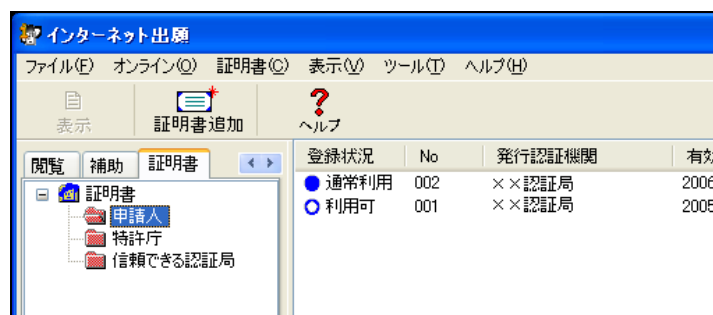 インターネット出願
ファイル(F) オンライン(O) 証明書(C) 表示(V) ツール(T) ヘルプ(H)
表示 証明書追加 ヘルプ
閲覧 補助 証明書
登録状況 No 発行認証機関 有効
通常利用 002 ××認証局 2006
利用可 001 ××認証局 2005
証明書
申請人
特許庁
信頼できる認証局